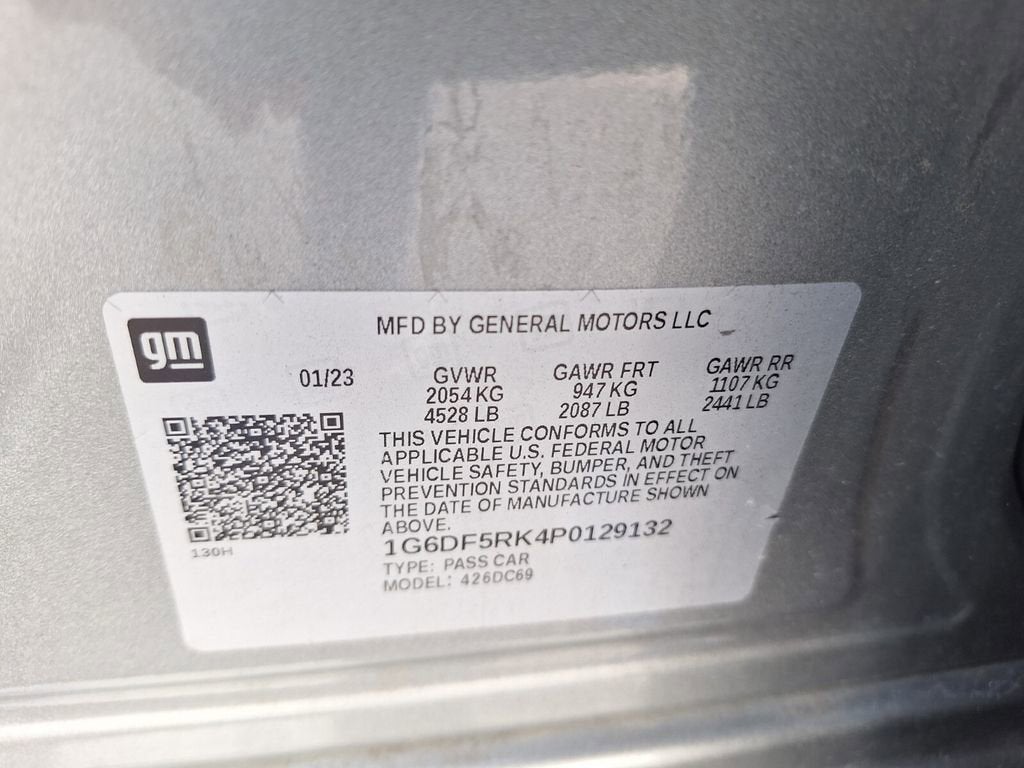 gm
MFD BY GENERAL MOTORS LLC
01/23
GVWR
2054 KG
4528 LB
GAWR FRT
947 KG
2087 LB
GAWR RR
1107 KG
2441 LB
THIS VEHICLE CONFORMS TO ALL
APPLICABLE U.S. FEDERAL MOTOR
VEHICLE SAFETY, BUMPER, AND THEFT
PREVENTION STANDARDS IN EFFECT ON
THE DATE OF MANUFACTURE SHOWN
ABOVE.
1G6DF5RK4P0129132
TYPE: PASS CAR
MODEL: 426DC69
130H